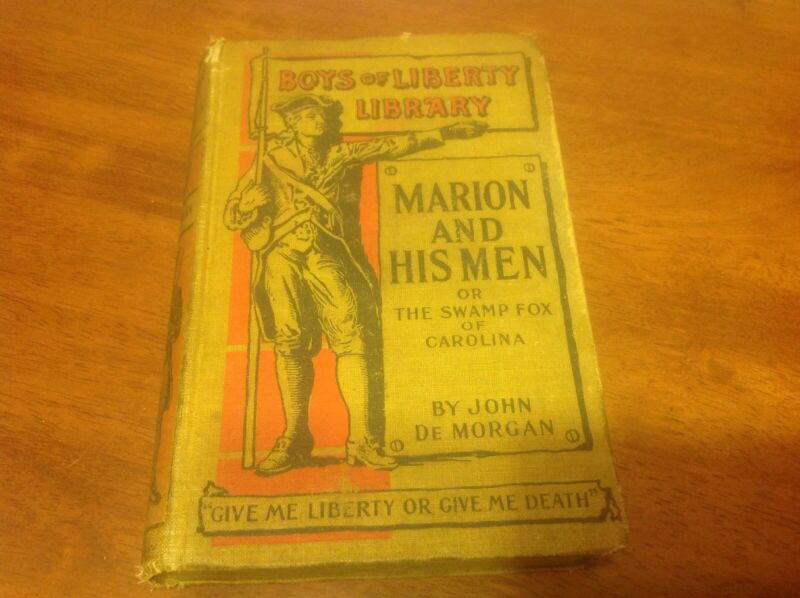 BOYS OF LIBERTY
LIBRARY
MARION
AND
HIS MEN
OR
THE SWAMP FOX
OF
CAROLINA
BY JOHN
DE MORGAN
"GIVE ME LIBERTY OR GIVE ME DEATH"